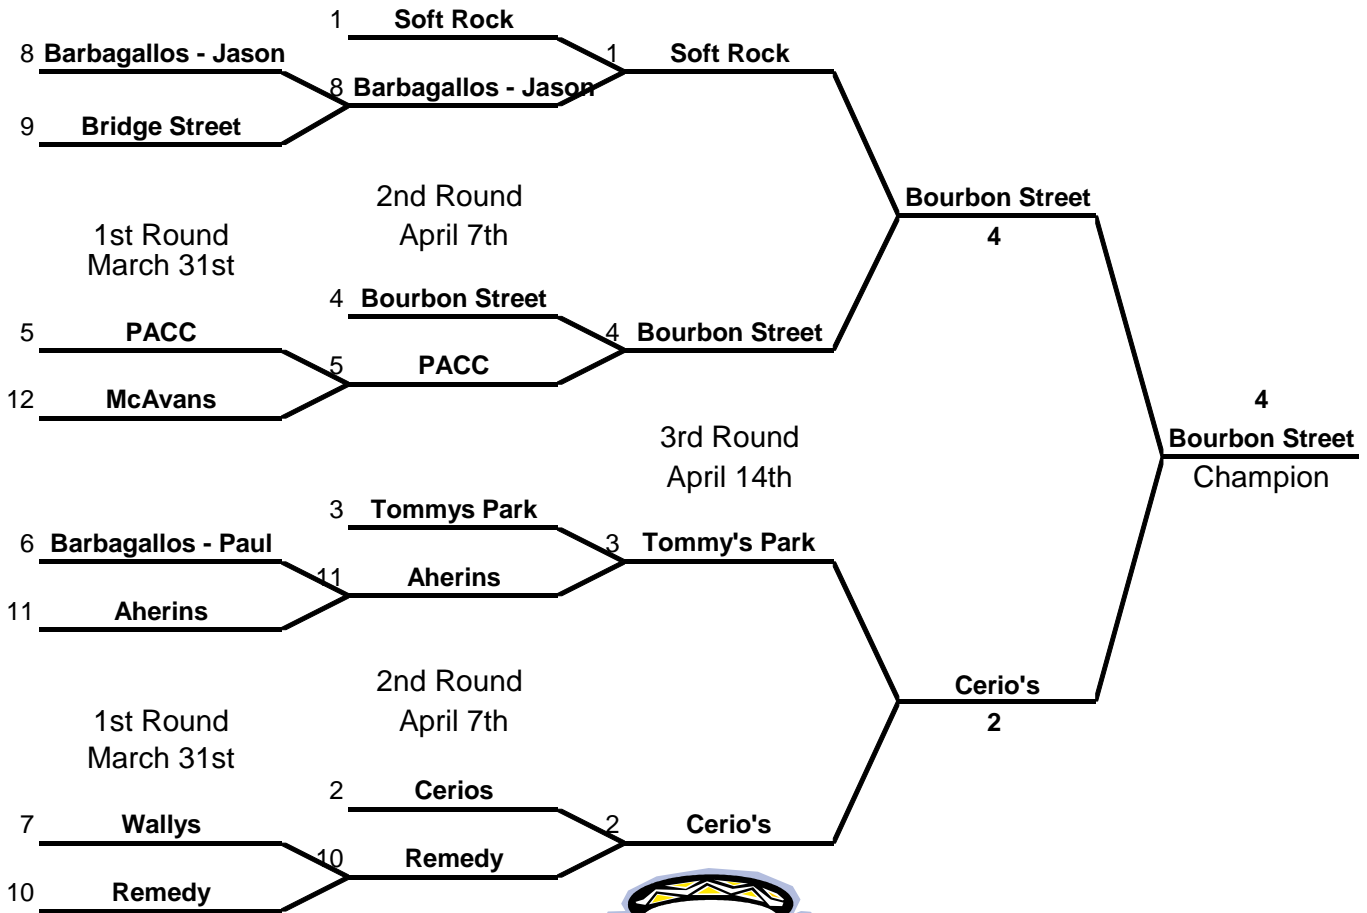 1 Soft Rock
8 Barbagallos - Jason
1 Soft Rock
8 Barbagallos - Jason
9 Bridge Street
2nd Round
Bourbon Street
1st Round
April 7th
4
March 31st
4 Bourbon Street
5 PACC
4 Bourbon Street
5 PACC
12 McAvans
4
3rd Round
Bourbon Street
April 14th
Champion
3 Tommys Park
6 Barbagallos - Paul
3 Tommy's Park
11 Aherins
11 Aherins
2nd Round
Cerio's
1st Round
April 7th
2
March 31st
2 Cerios
7 Wallys
2 Cerio's
10 Remedy
10 Remedy